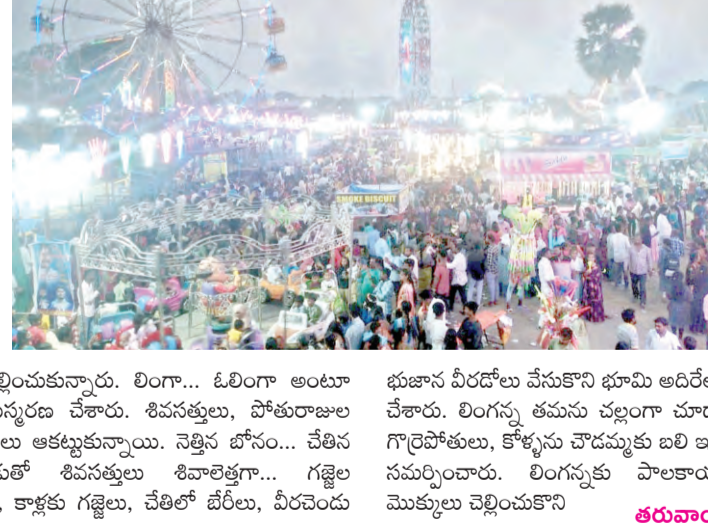 SMOKE BISCUIT
ల్లించుకున్నారు. లింగా... ఓలింగా అంటూ
స్మరణ చేశారు. శివసత్తులు, పోతురాజుల
లు ఆకట్టుకున్నాయి. నెత్తిన బోనం... చేతిన
తో శివసత్తులు శివాలెత్తగా... గజ్జెల
, కాళ్లకు గజ్జెలు, చేతిలో బేరీలు, వీరచెండు
భుజాన వీరడోలు వేసుకొని భూమి అదిరేల
చేశారు. లింగన్న తమను చల్లంగా చూడ
గొర్రెపోతులు, కోళ్ళను చౌడమ్మకు బలి ఇ
సమర్పించారు. లింగన్నకు పాలకాయ
మొక్కులు చెల్లించుకొని
తరువాయ